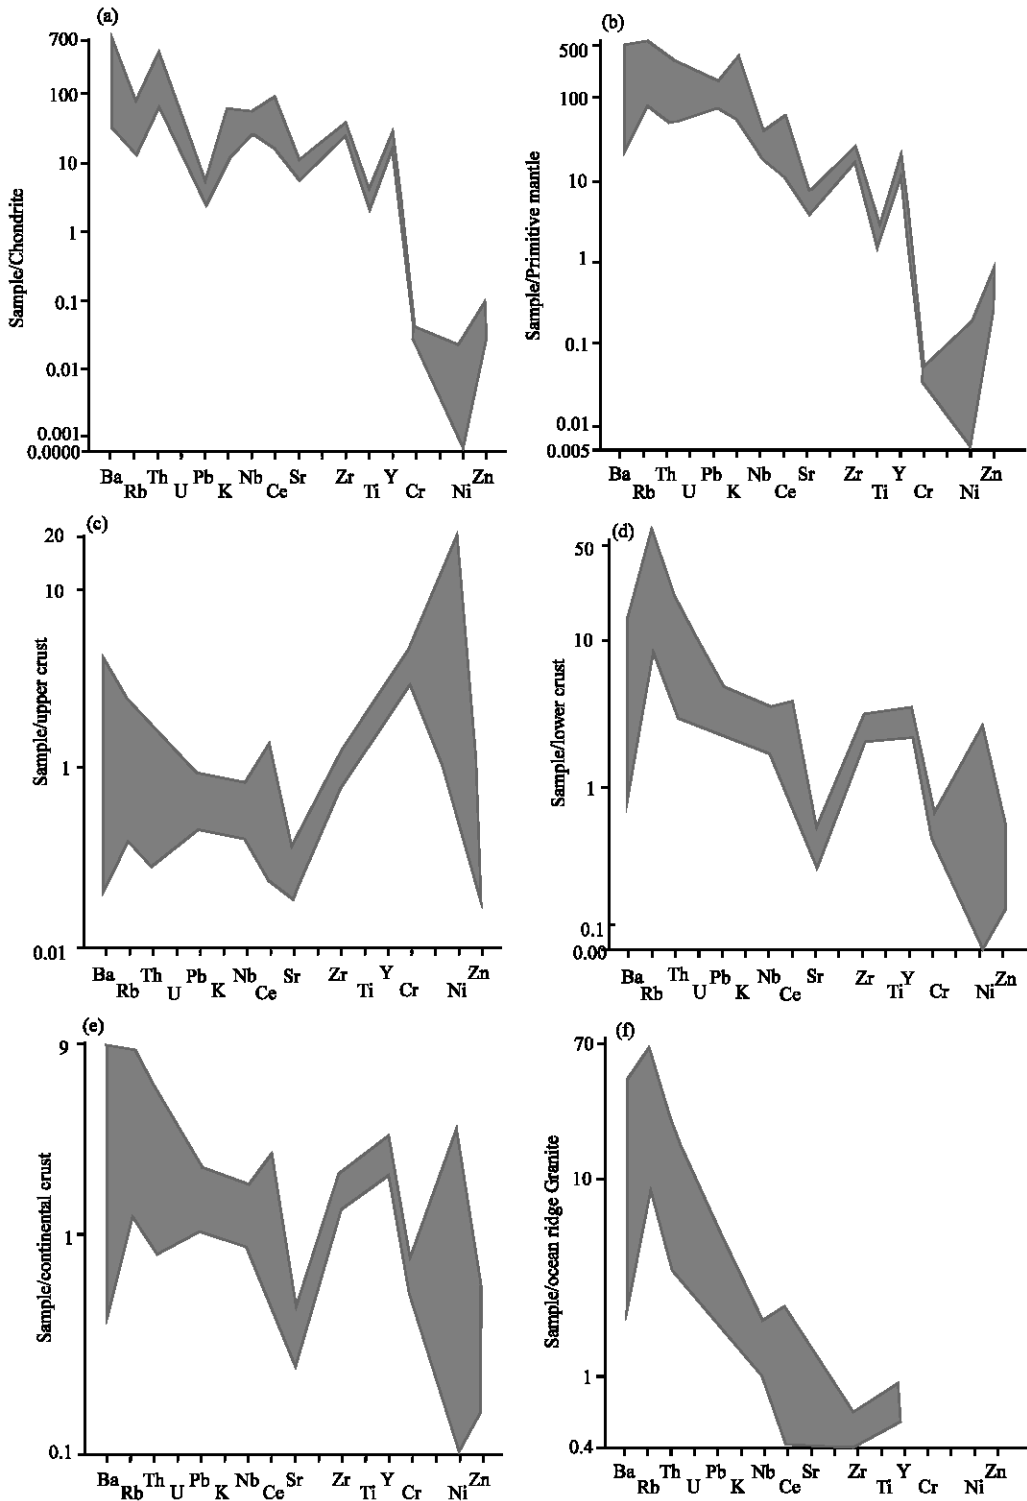 (a)
700
100
10
1
0.1
0.01
0.001
0.0000
Sample/Chondrite
Ba Rb Th U Pb K Nb Ce Sr Zr Ti Y Cr Ni Zn
(b)
500
100
10
1
0.1
0.01
0.005
Sample/Primitive mantle
Ba Rb Th U Pb K Nb Ce Sr Zr Ti Y Cr Ni Zn
(c)
20
10
1
0.01
Sample/upper crust
Ba Rb Th U Pb K Nb Ce Sr Zr Ti Y Cr Ni Zn
(d)
50
10
1
0.1
0.00
Sample/lower crust
Ba Rb Th U Pb K Nb Ce Sr Zr Ti Y Cr Ni Zn
(e)
9
1
0.1
Sample/continental crust
Ba Rb Th U Pb K Nb Ce Sr Zr Ti Y Cr Ni Zn
(f)
70
10
1
0.4
Sample/ocean ridge Granite
Ba Rb Th U Pb K Nb Ce Sr Zr Ti Y Cr Ni Zn